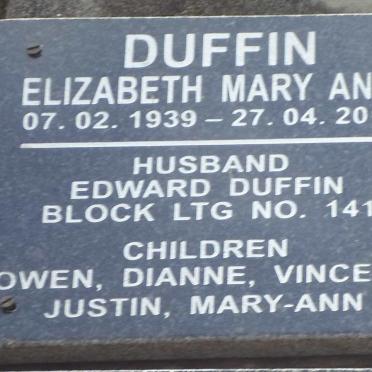 DUFFIN
ELIZABETH MARY AN
07. 02. 1939 – 27. 04. 20
HUSBAND
EDWARD DUFFIN
BLOCK LTG NO. 141
CHILDREN
OWEN, DIANNE, VINCE
JUSTIN, MARY-ANN